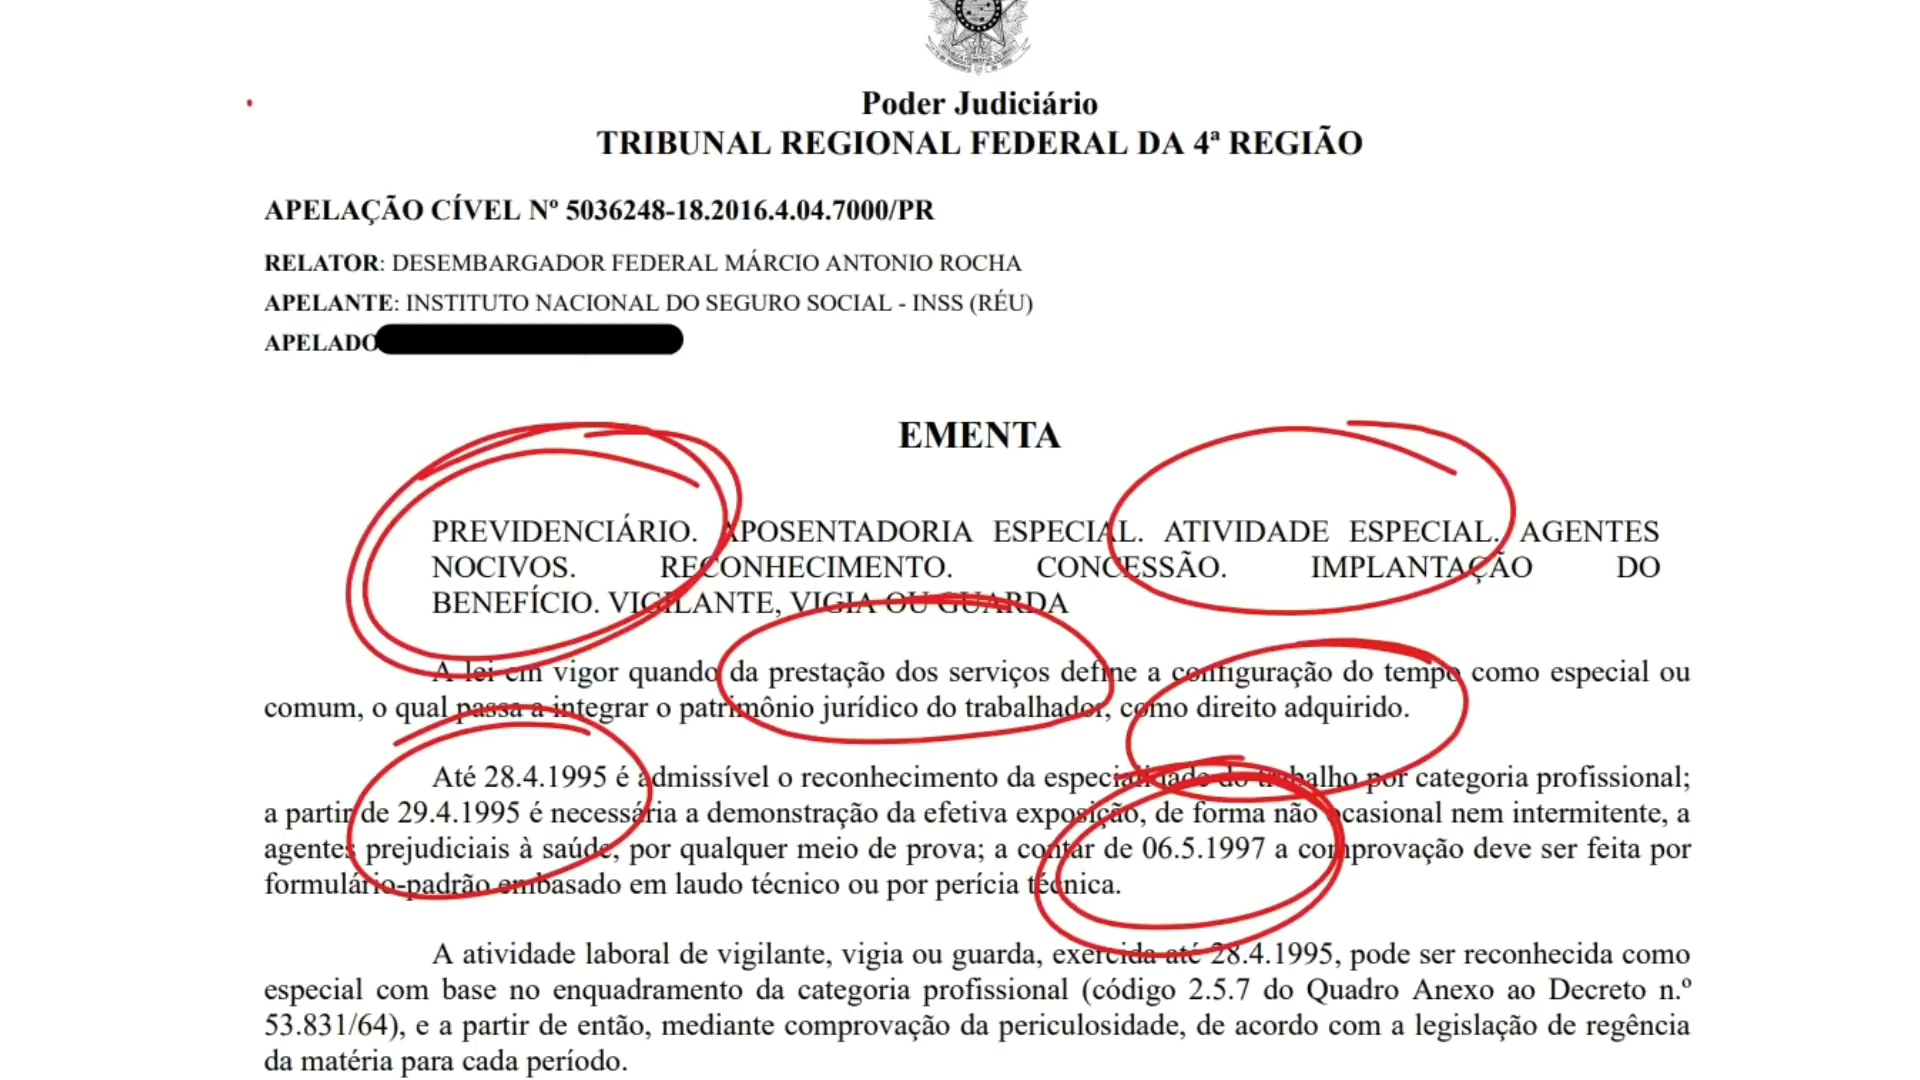 Poder Judiciário
TRIBUNAL REGIONAL FEDERAL DA 4ª REGIÃO
APELAÇÃO CÍVEL Nº 5036248-18.2016.4.04.7000/PR
RELATOR: DESEMBARGADOR FEDERAL MÁRCIO ANTONIO ROCHA
APELANTE: INSTITUTO NACIONAL DO SEGURO SOCIAL - INSS (RÉU)
APELADO
EMENTA
PREVIDENCIÁRIO. APOSENTADORIA ESPECIAL. ATIVIDADE ESPECIAL. AGENTES
NOCIVOS. RECONHECIMENTO. CONCESSÃO. IMPLANTAÇÃO DO
BENEFÍCIO. VIGILANTE, VIGIA OU GUARDA
A lei em vigor quando da prestação dos serviços define a configuração do tempo como especial ou
comum, o qual passa a integrar o patrimônio jurídico do trabalhador, como direito adquirido.
Até 28.4.1995 é admissível o reconhecimento da especialidade do trabalho por categoria profissional;
a partir de 29.4.1995 é necessária a demonstração da efetiva exposição, de forma não ocasional nem intermitente, a
agentes prejudiciais à saúde, por qualquer meio de prova; a contar de 06.5.1997 a comprovação deve ser feita por
formulário-padrão embasado em laudo técnico ou por perícia técnica.
A atividade laboral de vigilante, vigia ou guarda, exercida até 28.4.1995, pode ser reconhecida como
especial com base no enquadramento da categoria profissional (código 2.5.7 do Quadro Anexo ao Decreto n.º
53.831/64), e a partir de então, mediante comprovação da periculosidade, de acordo com a legislação de regência
da matéria para cada período.